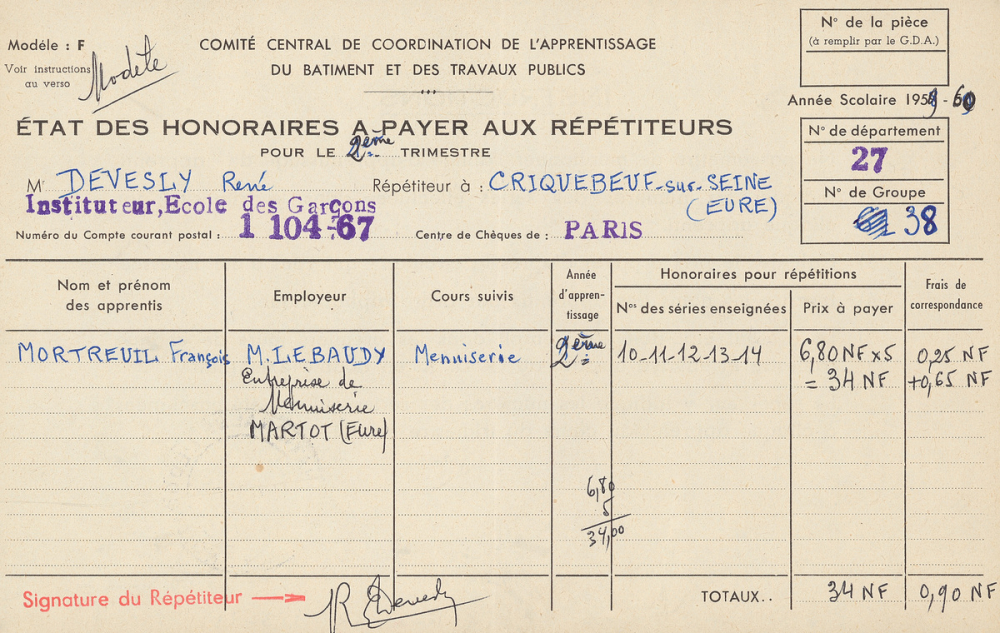 N° de la pièce
(à remplir par le G.D.A.)
Modèle : F
Voir instructions
au verso
Modèle
COMITÉ CENTRAL DE COORDINATION DE L'APPRENTISSAGE
DU BATIMENT ET DES TRAVAUX PUBLICS
Année Scolaire 1959 - 60
ÉTAT DES HONORAIRES A PAYER AUX RÉPÉTITEURS
POUR LE 2ème TRIMESTRE
N° de département
27
N° de Groupe
38
Mr DEVESLY René Répétiteur à : CRIQUEBEUF-sur-SEINE
(EURE)
Instituteur, Ecole des Garçons
Numéro du Compte courant postal : 1 104-67 Centre de Chèques de : PARIS
Nom et prénom des apprentis
Employeur
Cours suivis
Année d'apprentissage
Honoraires pour répétitions
Nos des séries enseignées
Prix à payer
Frais de correspondance
MORTREUIL François M. LEBAUDY Menuiserie 2ème 10-11-12-13-14 6,80 NF x 5 0,25 NF
Entreprise de = 34 NF +0,65 NF
Menuiserie
MARTOT (Eure)
6,80
5
34,00
Signature du Répétiteur
R Devesly
TOTAUX.. 34 NF 0,90 NF